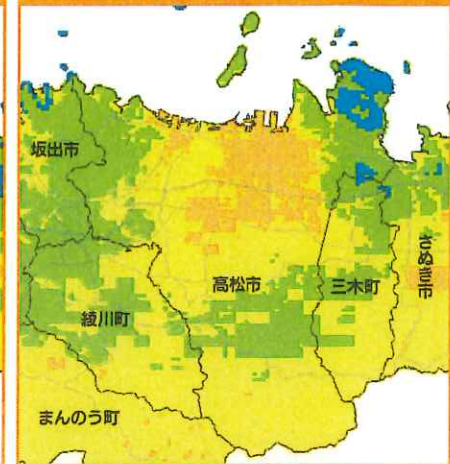 坂出市
さぬき市
高松市
三木町
綾川町
まんのう町